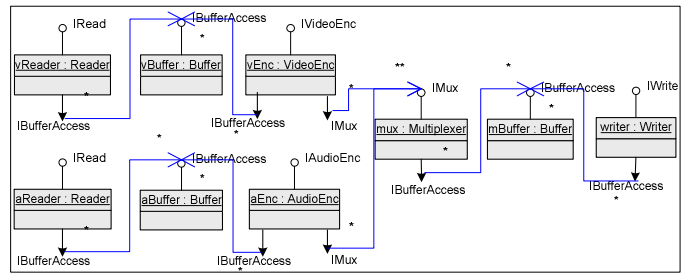 IRead IBufferAccess IVideoEnc
*
vReader : Reader vBuffer : Buffer vEnc : VideoEnc ** * IMux IBufferAccess IWrite
* * *
IBufferAccess IBufferAccess IMux mux : Multiplexer mBuffer : Buffer writer : Writer
* *
* IBufferAccess IAudioEnc *
IRead * IBufferAccess IBufferAccess
aReader : Reader aBuffer : Buffer aEnc : AudioEnc *
* * *
IBufferAccess IBufferAccess IMux
*